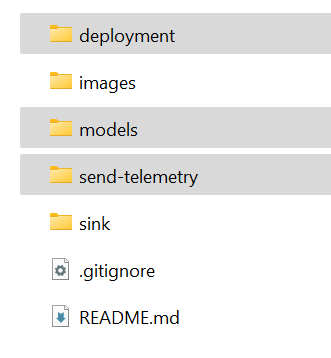 deployment
images
models
send-telemetry
sink
.gitignore
README.md